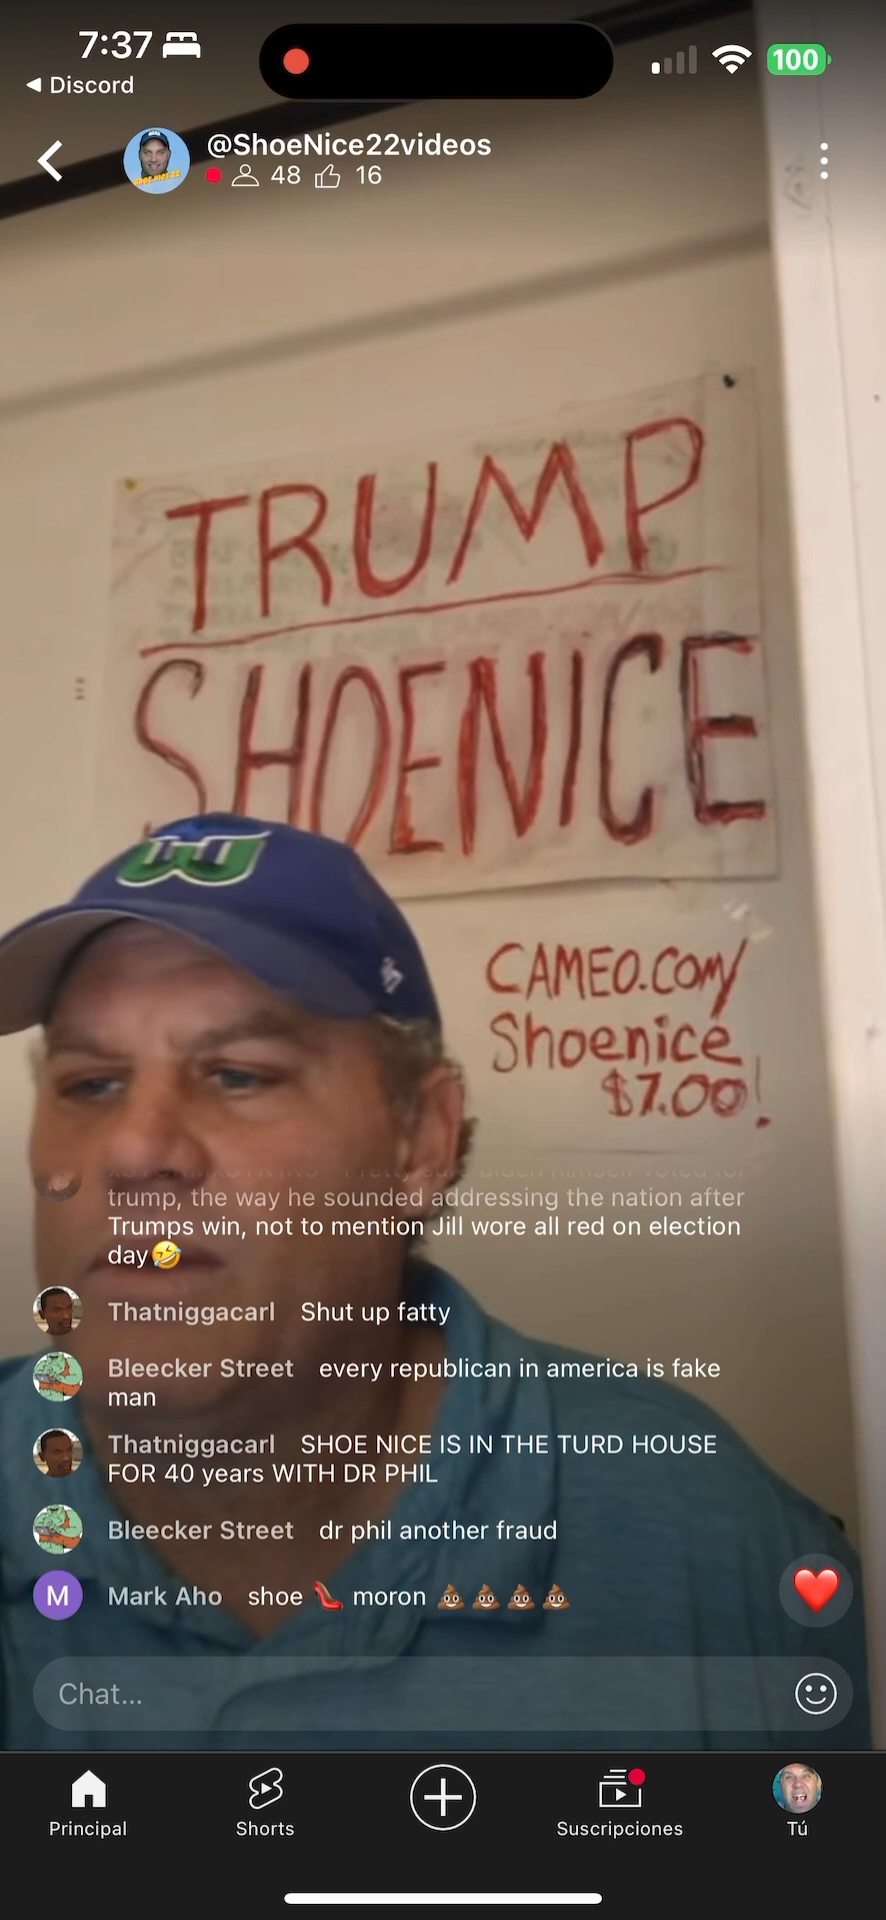 7:37
100
Discord
@ShoeNice22videos
48 16
TRUMP
SHOENICE
CAMEO.COM/
Shoenice
$7.00!
trump, the way he sounded addressing the nation after
Trumps win, not to mention Jill wore all red on election
day🤣
Thatniggacarl Shut up fatty
Bleecker Street every republican in america is fake
man
Thatniggacarl SHOE NICE IS IN THE TURD HOUSE
FOR 40 years WITH DR PHIL
Bleecker Street dr phil another fraud
M Mark Aho shoe 👠 moron 💩 💩 💩 💩
Chat...
Principal
Shorts
Suscripciones
Tú